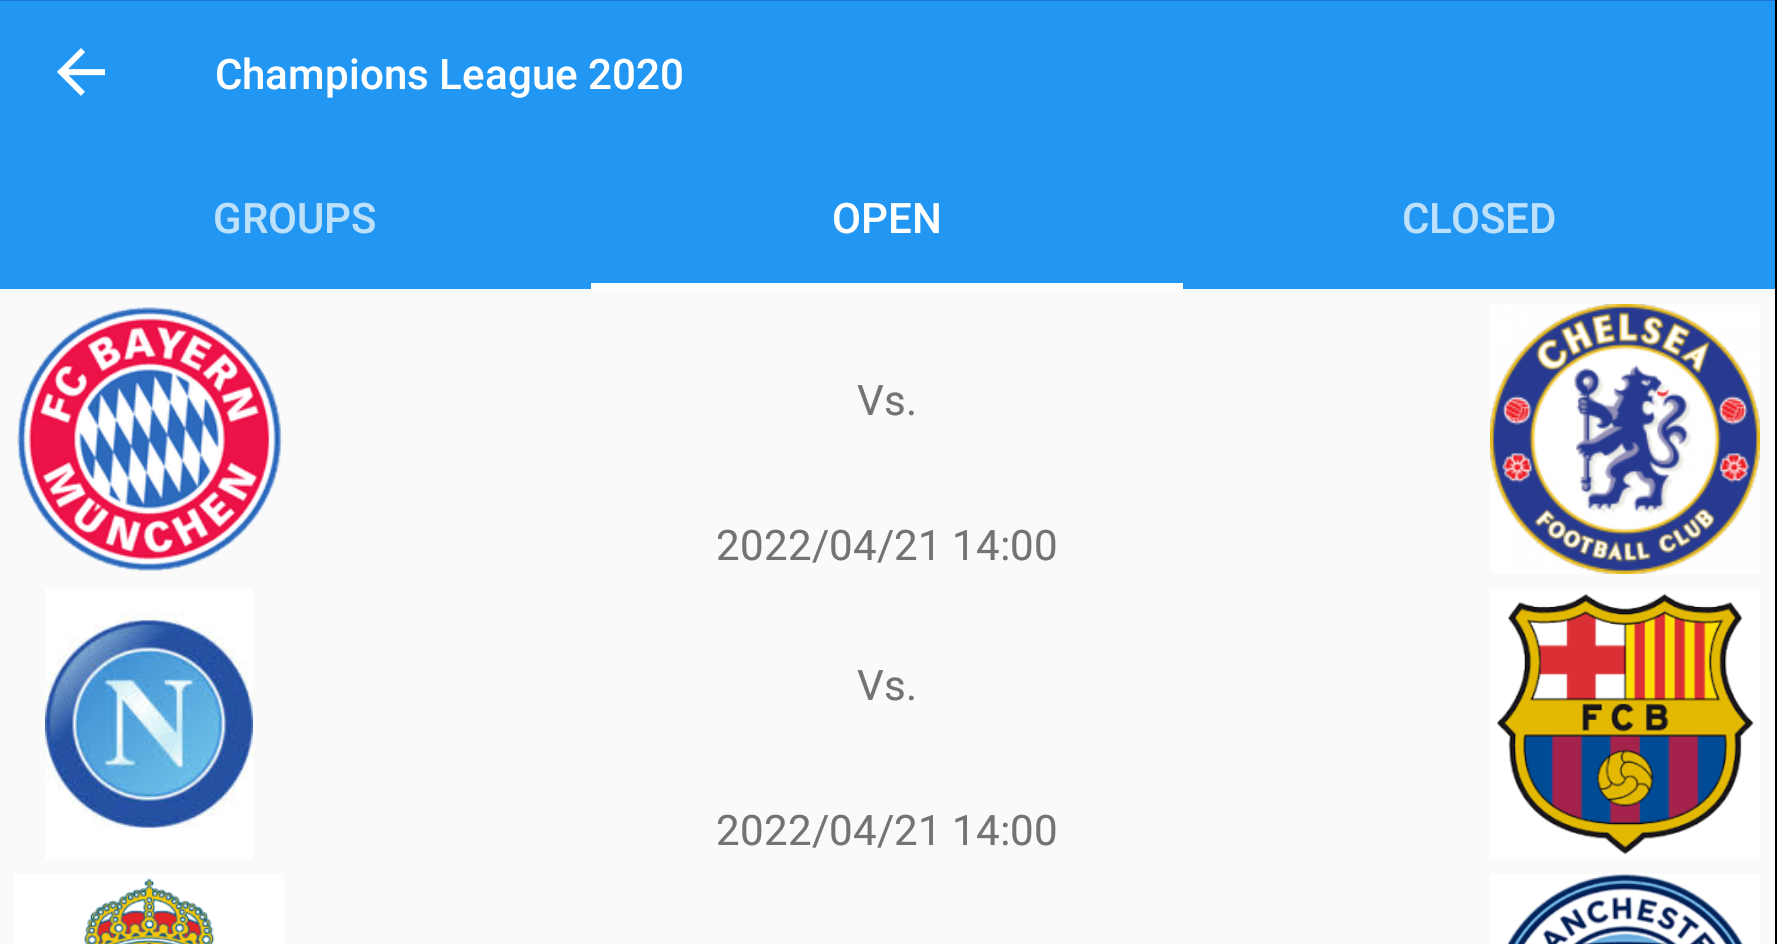 Champions League 2020
GROUPS
OPEN
CLOSED
FC BAYERN
MÜNCHEN
Vs.
2022/04/21 14:00
CHELSEA
FOOTBALL CLUB
N
Vs.
2022/04/21 14:00
FCB